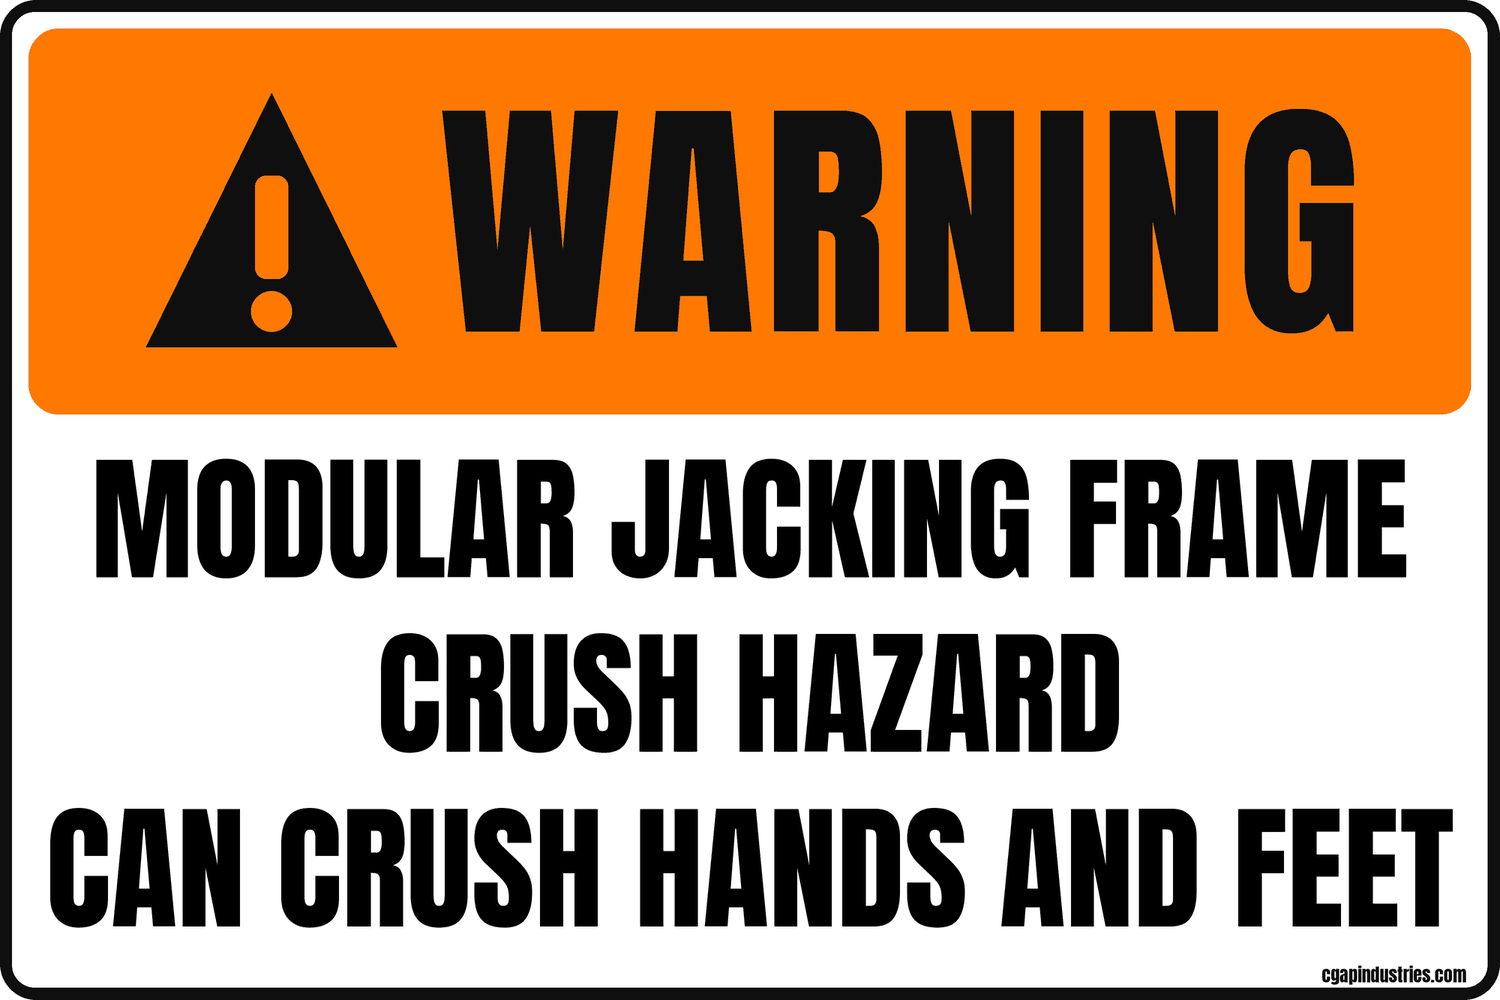 WARNING
MODULAR JACKING FRAME
CRUSH HAZARD
CAN CRUSH HANDS AND FEET
cgapindustries.com